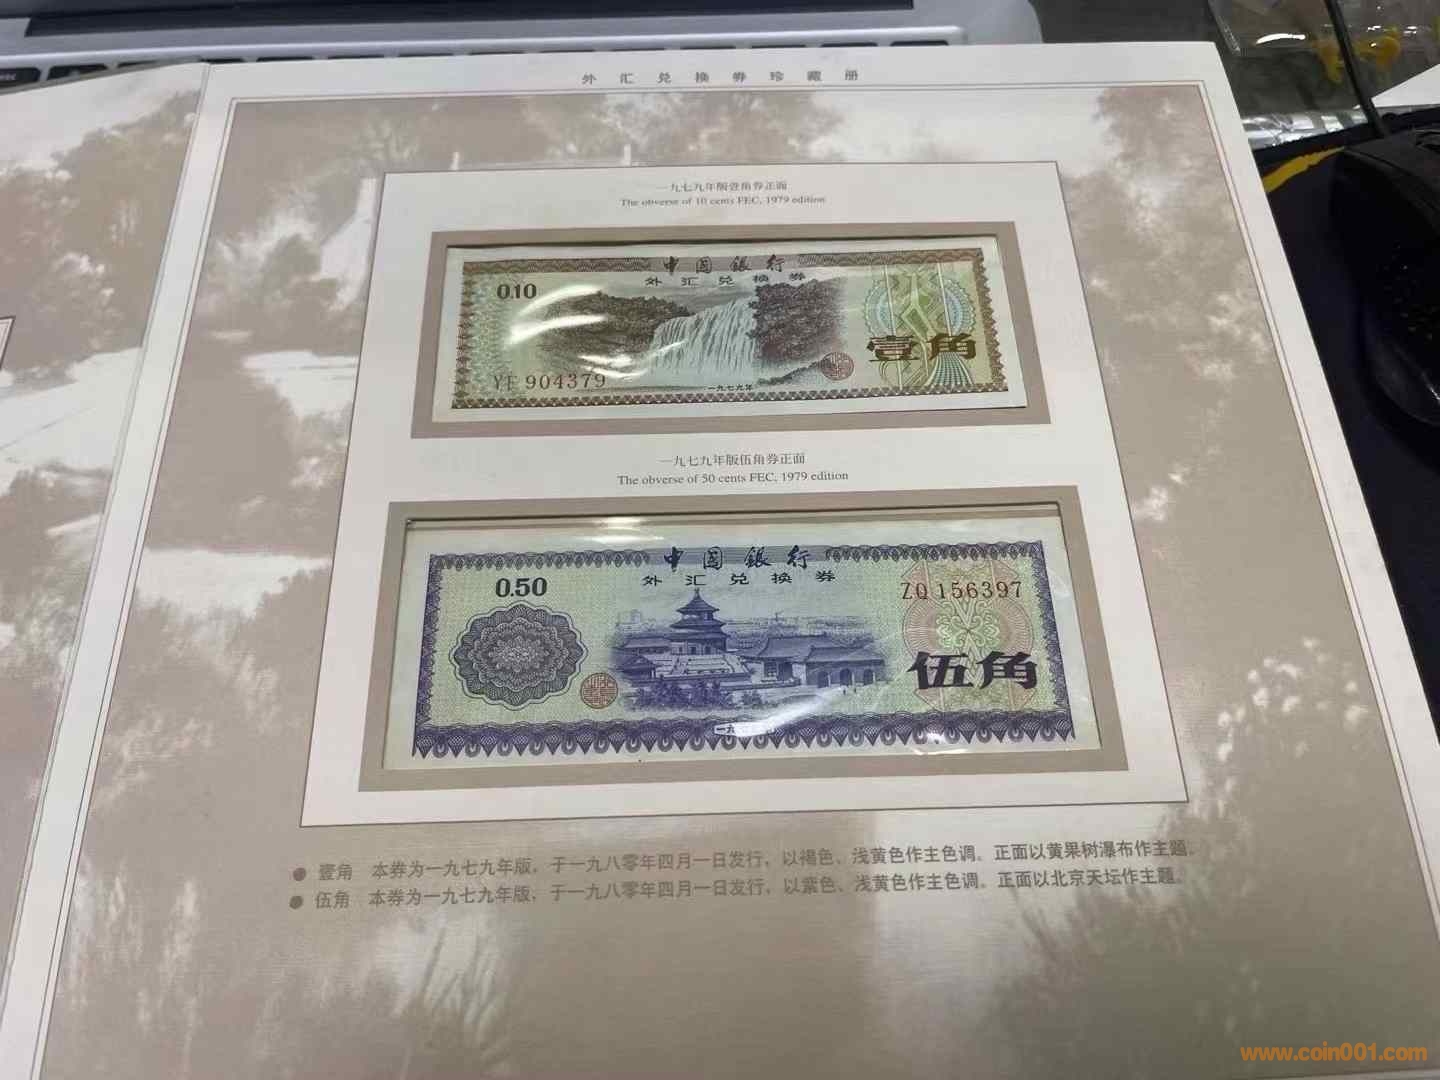 外汇兑换券珍藏册
一九七九年版壹角券正面
The obverse of 10 cents FEC, 1979 edition
中国銀行
外汇兑换券
0.10
壹角
YF 904379
一九七九年
一九七九年版伍角券正面
The obverse of 50 cents FEC, 1979 edition
中国銀行
外汇兑换券
0.50
ZQ 156397
伍角
● 壹角 本券为一九七九年版，于一九八零年四月一日发行，以褐色、浅黄色作主色调。正面以黄果树瀑布作主题。
● 伍角 本券为一九七九年版，于一九八零年四月一日发行，以紫色、浅黄色作主色调。正面以北京天坛作主题。
www.coin001.com